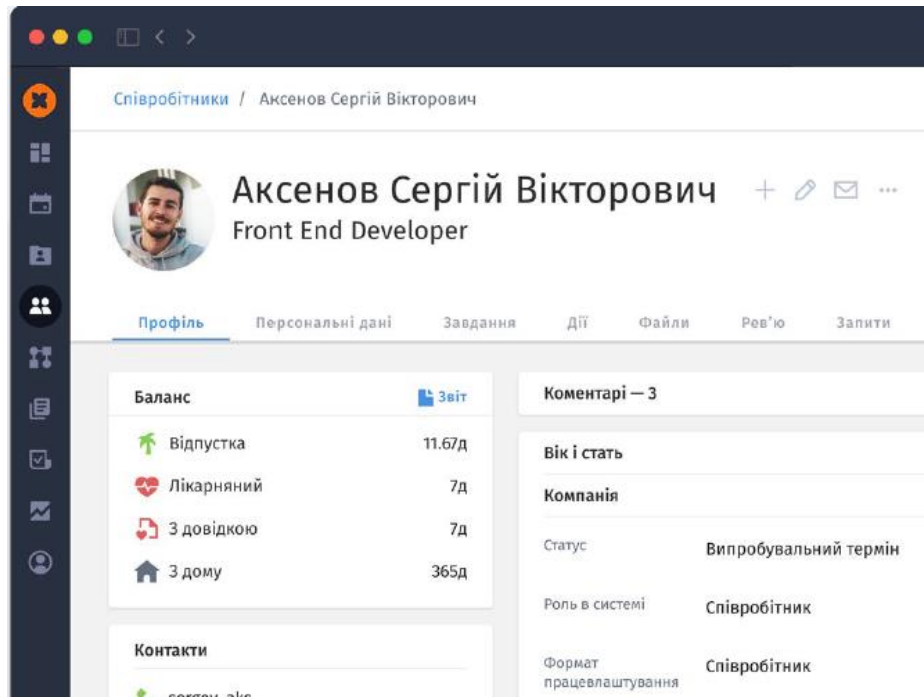 Співробітники / Аксенов Сергій Вікторович
Аксенов Сергій Вікторович
Front End Developer
Профіль Персональні дані Завдання Дії Файли Рев'ю Запити
Баланс Звіт
Відпустка 11.67д
Лікарняний 7д
З довідкою 7д
З дому 365д
Контакти
Коментарі — 3
Вік і стать
Компанія
Статус Випробувальний термін
Роль в системі Співробітник
Формат
працевлаштування Співробітник